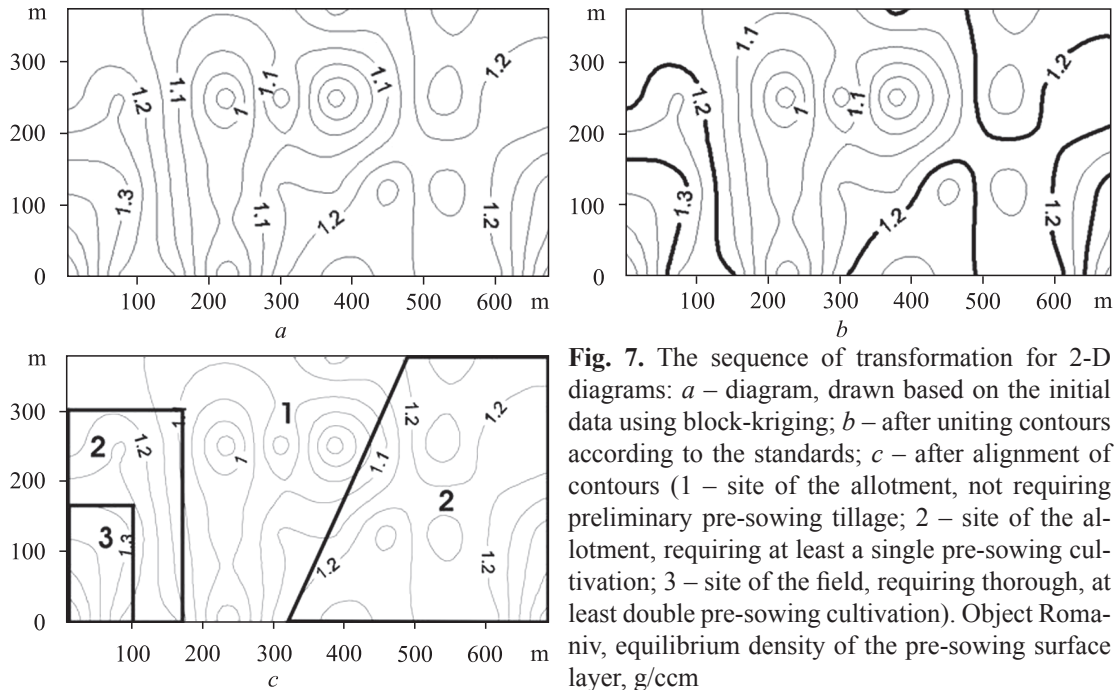 m
300
200
100
0
1.2
1.1
1.1
1.1
1
1.2
1.3
1.1
1.2
1.2
100 200 300 400 500 600 m
a
m
300
200
100
0
1.1
1.1
1.2
1.2
1
1.3
1.2
1.2
100 200 300 400 500 600 m
b
m
300
200
100
0
1
2
1.2
1
1.2
1.2
1.1
2
3
1.3
1.2
1.2
100 200 300 400 500 600 m
c
Fig. 7. The sequence of transformation for 2-D
diagrams: a – diagram, drawn based on the initial
data using block-kriging; b – after uniting contours
according to the standards; c – after alignment of
contours (1 – site of the allotment, not requiring
preliminary pre-sowing tillage; 2 – site of the al-
lotment, requiring at least a single pre-sowing cul-
tivation; 3 – site of the field, requiring thorough, at
least double pre-sowing cultivation). Object Roma-
niv, equilibrium density of the pre-sowing surface
layer, g/ccm